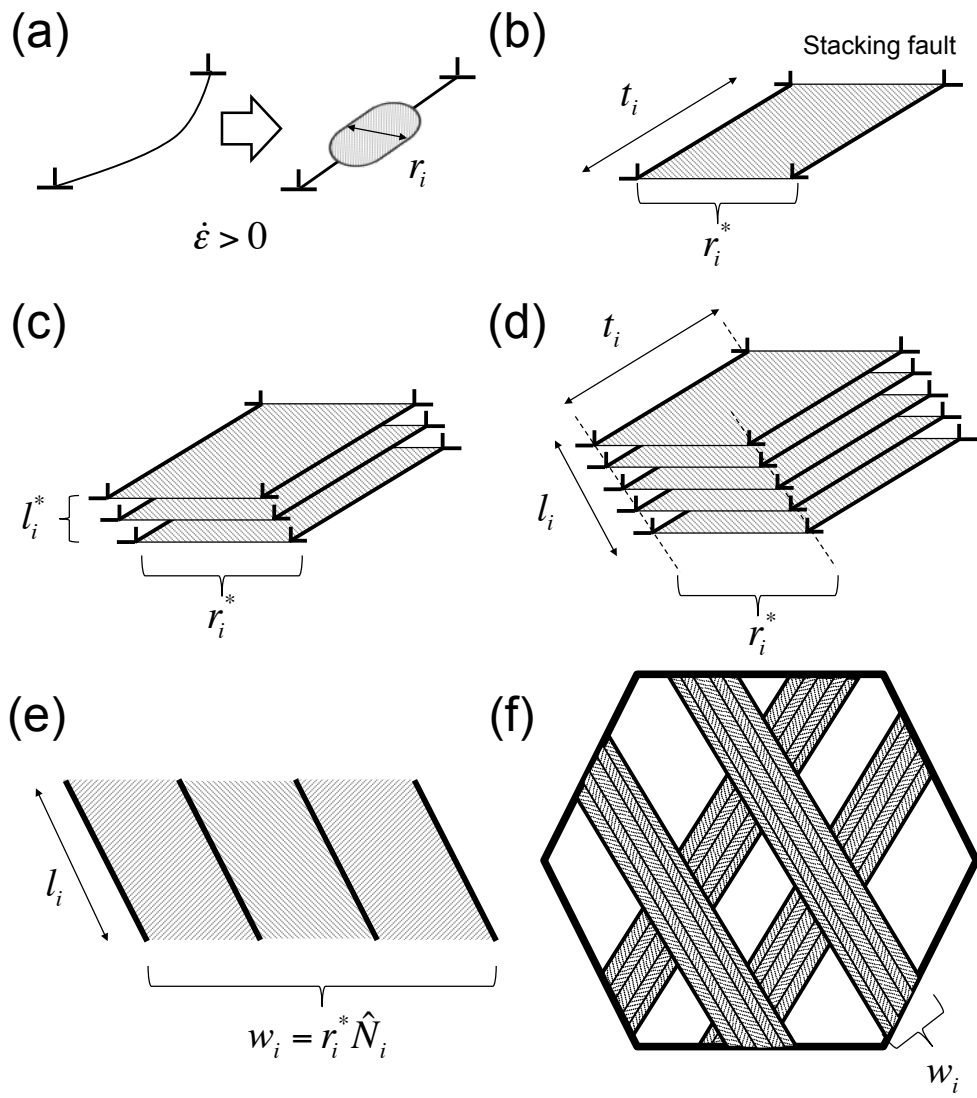 (a)
r_i
ε̇ > 0
(b)
Stacking fault
t_i
r_i^*
(c)
l_i^*
r_i^*
(d)
t_i
l_i
r_i^*
(e)
l_i
w_i = r_i^* N̂_i
(f)
w_i